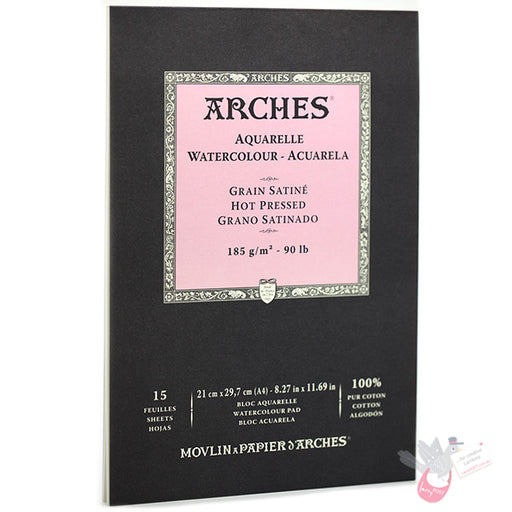 ARCHES
ARCHES®
AQUARELLE
WATERCOLOUR - ACUARELA
GRAIN SATINÉ
HOT PRESSED
GRANO SATINADO
185 g/m² - 90 lb
15
FEUILLES
SHEETS
HOJAS
21 cm x 29,7 cm (A4) - 8.27 in x 11.69 in
BLOC AQUARELLE
WATERCOLOUR PAD
BLOC ACUARELA
100%
PUR COTON
COTTON
ALGODÓN
MOVLIN A PAPIER D'ARCHES